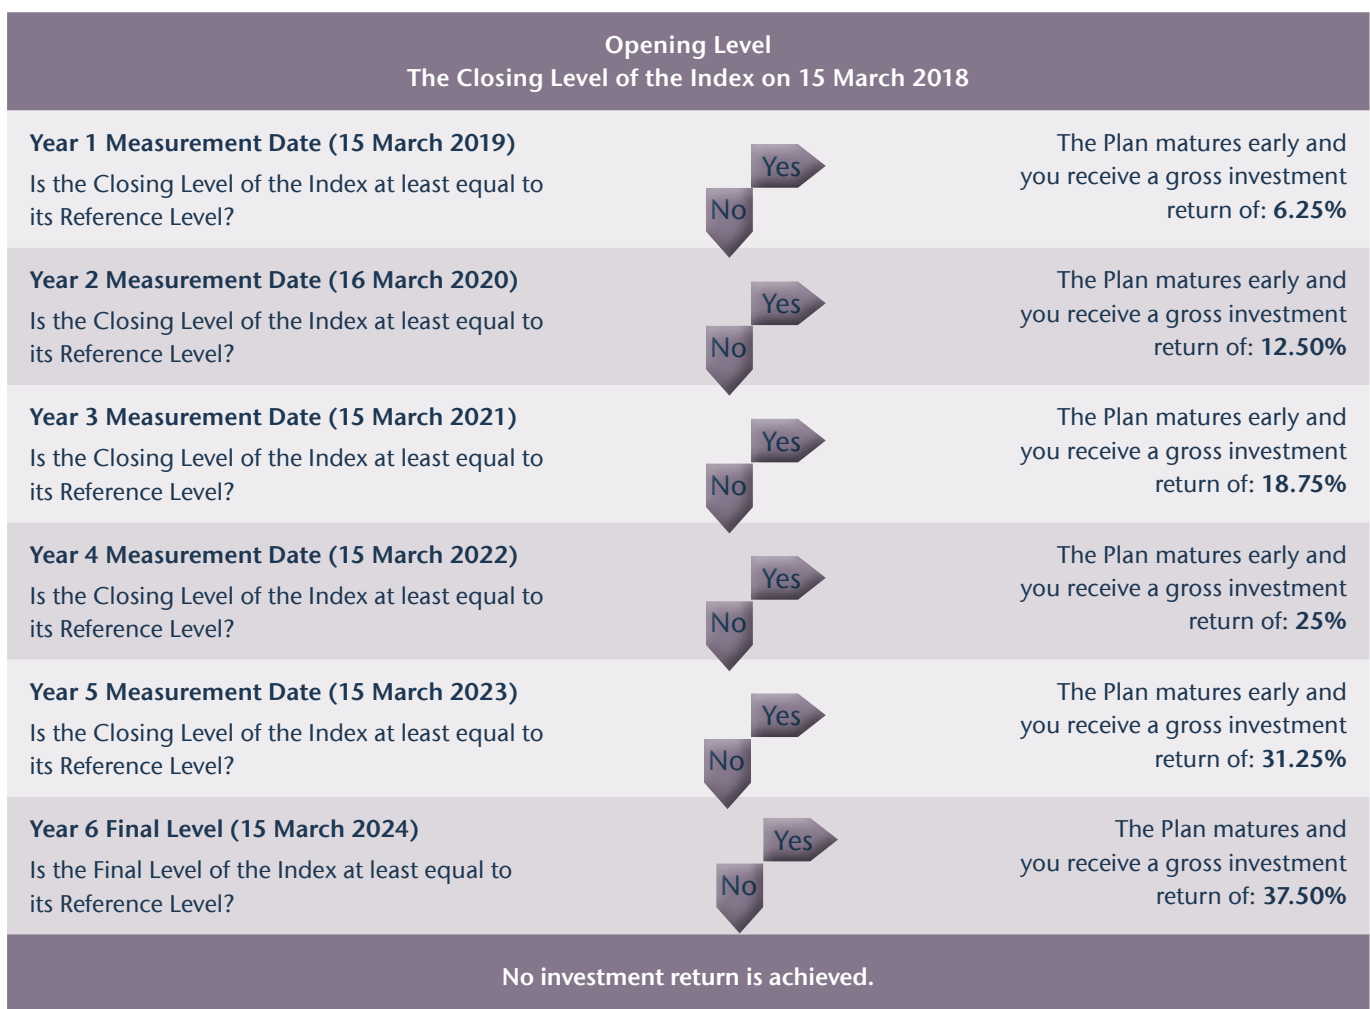 Opening Level
The Closing Level of the Index on 15 March 2018
Year 1 Measurement Date (15 March 2019)
Is the Closing Level of the Index at least equal to
its Reference Level?
Yes
No
The Plan matures early and
you receive a gross investment
return of: 6.25%
Year 2 Measurement Date (16 March 2020)
Is the Closing Level of the Index at least equal to
its Reference Level?
Yes
No
The Plan matures early and
you receive a gross investment
return of: 12.50%
Year 3 Measurement Date (15 March 2021)
Is the Closing Level of the Index at least equal to
its Reference Level?
Yes
No
The Plan matures early and
you receive a gross investment
return of: 18.75%
Year 4 Measurement Date (15 March 2022)
Is the Closing Level of the Index at least equal to
its Reference Level?
Yes
No
The Plan matures early and
you receive a gross investment
return of: 25%
Year 5 Measurement Date (15 March 2023)
Is the Closing Level of the Index at least equal to
its Reference Level?
Yes
No
The Plan matures early and
you receive a gross investment
return of: 31.25%
Year 6 Final Level (15 March 2024)
Is the Final Level of the Index at least equal to
its Reference Level?
Yes
No
The Plan matures and
you receive a gross investment
return of: 37.50%
No investment return is achieved.